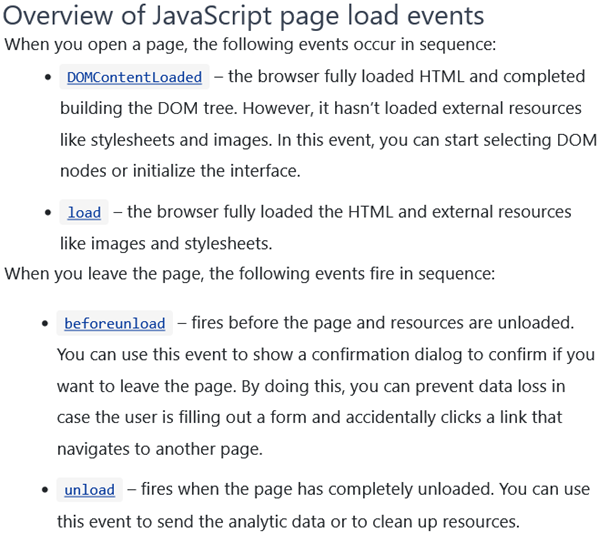 Overview of JavaScript page load events
When you open a page, the following events occur in sequence:
• DOMContentLoaded – the browser fully loaded HTML and completed
building the DOM tree. However, it hasn’t loaded external resources
like stylesheets and images. In this event, you can start selecting DOM
nodes or initialize the interface.
• load – the browser fully loaded the HTML and external resources
like images and stylesheets.
When you leave the page, the following events fire in sequence:
• beforeunload – fires before the page and resources are unloaded.
You can use this event to show a confirmation dialog to confirm if you
want to leave the page. By doing this, you can prevent data loss in
case the user is filling out a form and accidentally clicks a link that
navigates to another page.
• unload – fires when the page has completely unloaded. You can use
this event to send the analytic data or to clean up resources.